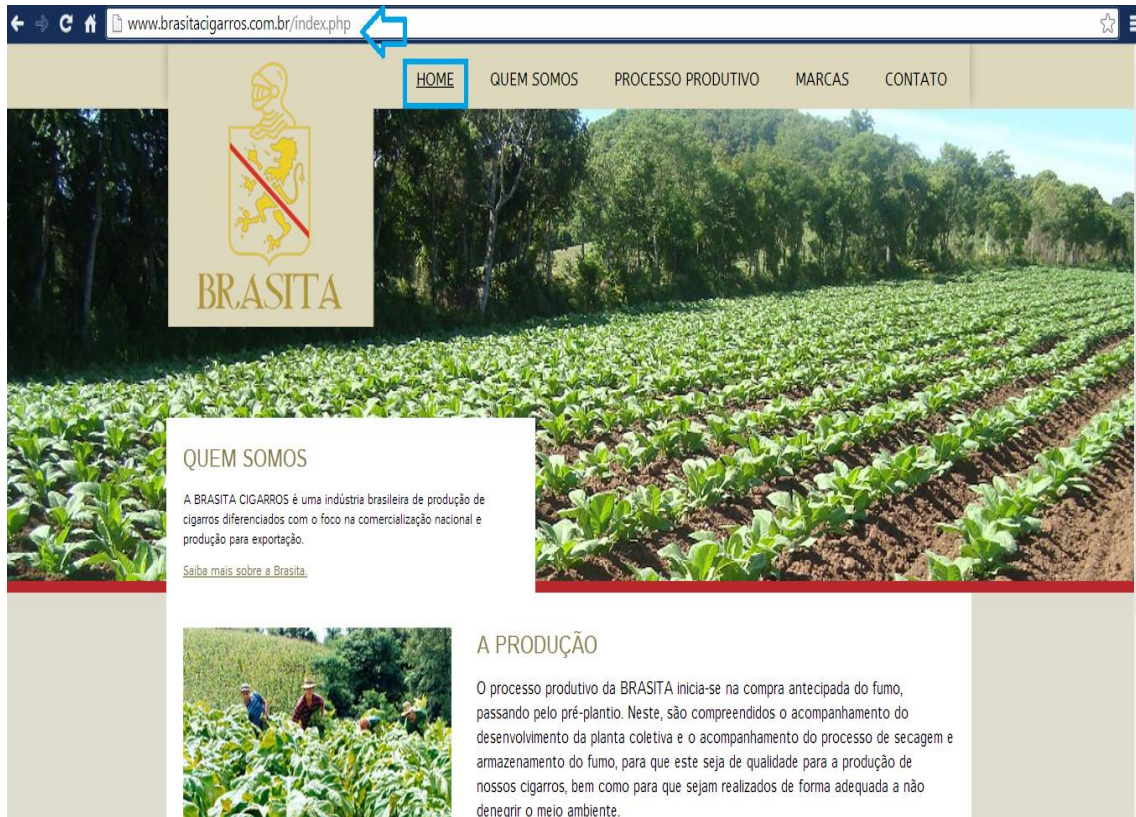 www.brasitacigarros.com.br/index.php
HOME QUEM SOMOS PROCESSO PRODUTIVO MARCAS CONTATO
BRASITA
QUEM SOMOS
A BRASITA CIGARROS é uma indústria brasileira de produção de
cigarros diferenciados com o foco na comercialização nacional e
produção para exportação.
Saiba mais sobre a Brasita.
A PRODUÇÃO
O processo produtivo da BRASITA inicia-se na compra antecipada do fumo,
passando pelo pré-plantio. Neste, são compreendidos o acompanhamento do
desenvolvimento da planta coletiva e o acompanhamento do processo de secagem e
armazenamento do fumo, para que este seja de qualidade para a produção de
nossos cigarros, bem como para que sejam realizados de forma adequada a não
denegrir o meio ambiente.